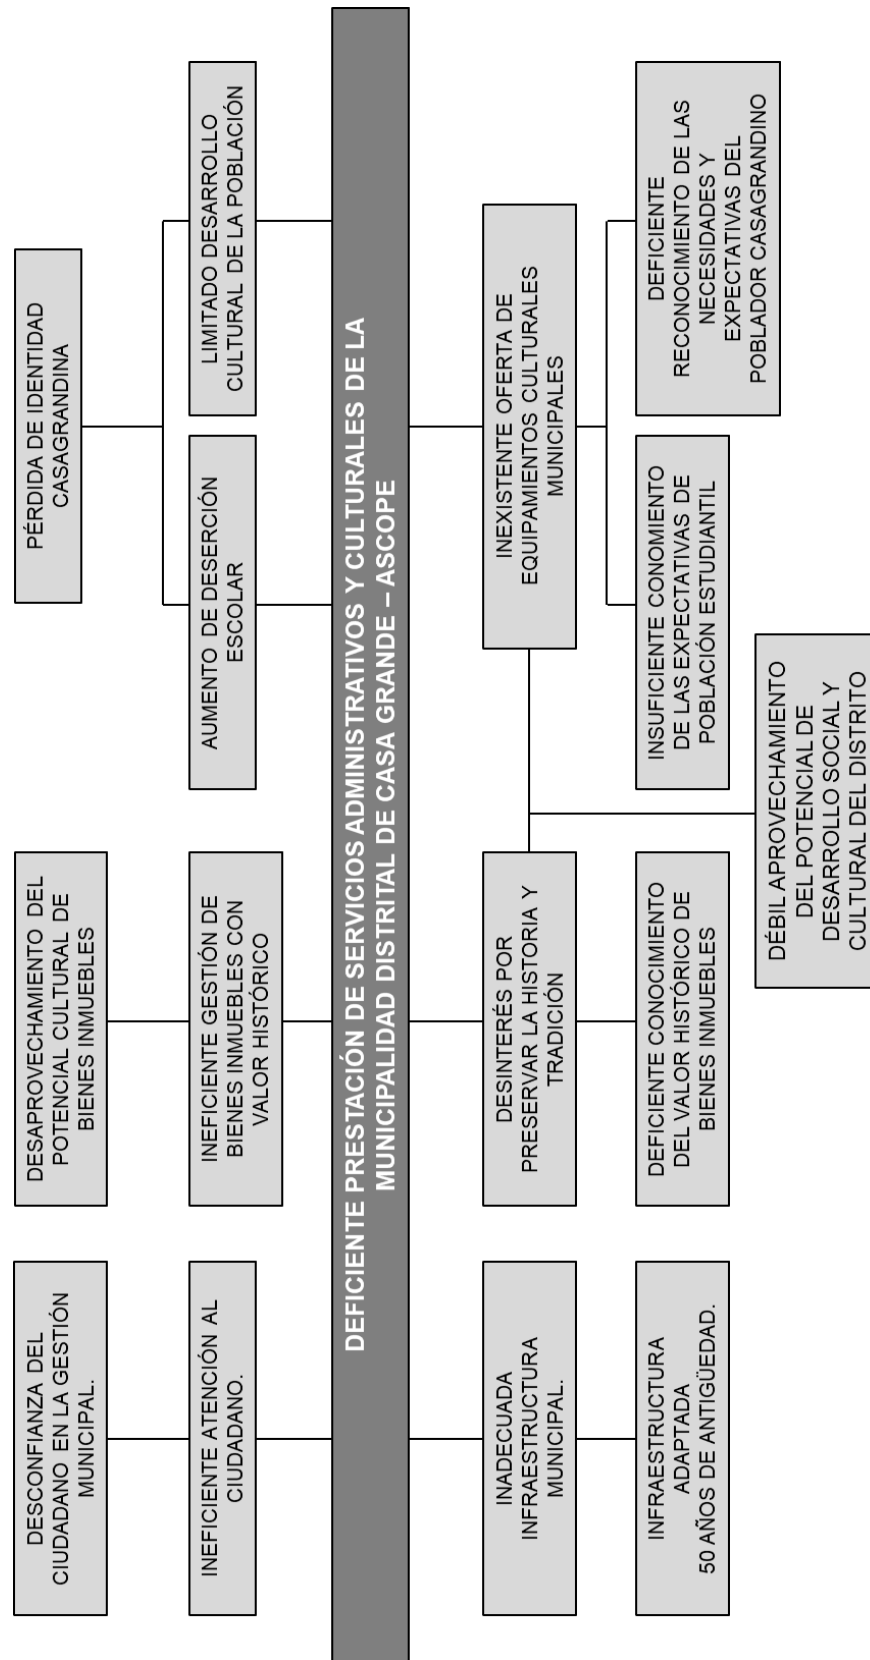 DESCONFIANZA DEL
CIUDADANO EN LA GESTIÓN
MUNICIPAL.
DESAPROVECHAMIENTO DEL
POTENCIAL CULTURAL DE
BIENES INMUEBLES
PÉRDIDA DE IDENTIDAD
CASAGRANDINA
INEFICIENTE ATENCIÓN AL
CIUDADANO.
INEFICIENTE GESTIÓN DE
BIENES INMUEBLES CON
VALOR HISTÓRICO
AUMENTO DE DESERCIÓN
ESCOLAR
LIMITADO DESARROLLO
CULTURAL DE LA POBLACIÓN
DEFICIENTE PRESTACIÓN DE SERVICIOS ADMINISTRATIVOS Y CULTURALES DE LA
MUNICIPALIDAD DISTRITAL DE CASA GRANDE – ASCOPE
INADECUADA
INFRAESTRUCTURA
MUNICIPAL.
DESINTERÉS POR
PRESERVAR LA HISTORIA Y
TRADICIÓN
INEXISTENTE OFERTA DE
EQUIPAMIENTOS CULTURALES
MUNICIPALES
INFRAESTRUCTURA
ADAPTADA
50 AÑOS DE ANTIGÜEDAD.
DEFICIENTE CONOCIMIENTO
DEL VALOR HISTÓRICO DE
BIENES INMUEBLES
INSUFICIENTE CONOMIENTO
DE LAS EXPECTATIVAS DE
POBLACIÓN ESTUDIANTIL
DEFICIENTE
RECONOCIMIENTO DE LAS
NECESIDADES Y
EXPECTATIVAS DEL
POBLADOR CASAGRANDINO
DÉBIL APROVECHAMIENTO
DEL POTENCIAL DE
DESARROLLO SOCIAL Y
CULTURAL DEL DISTRITO